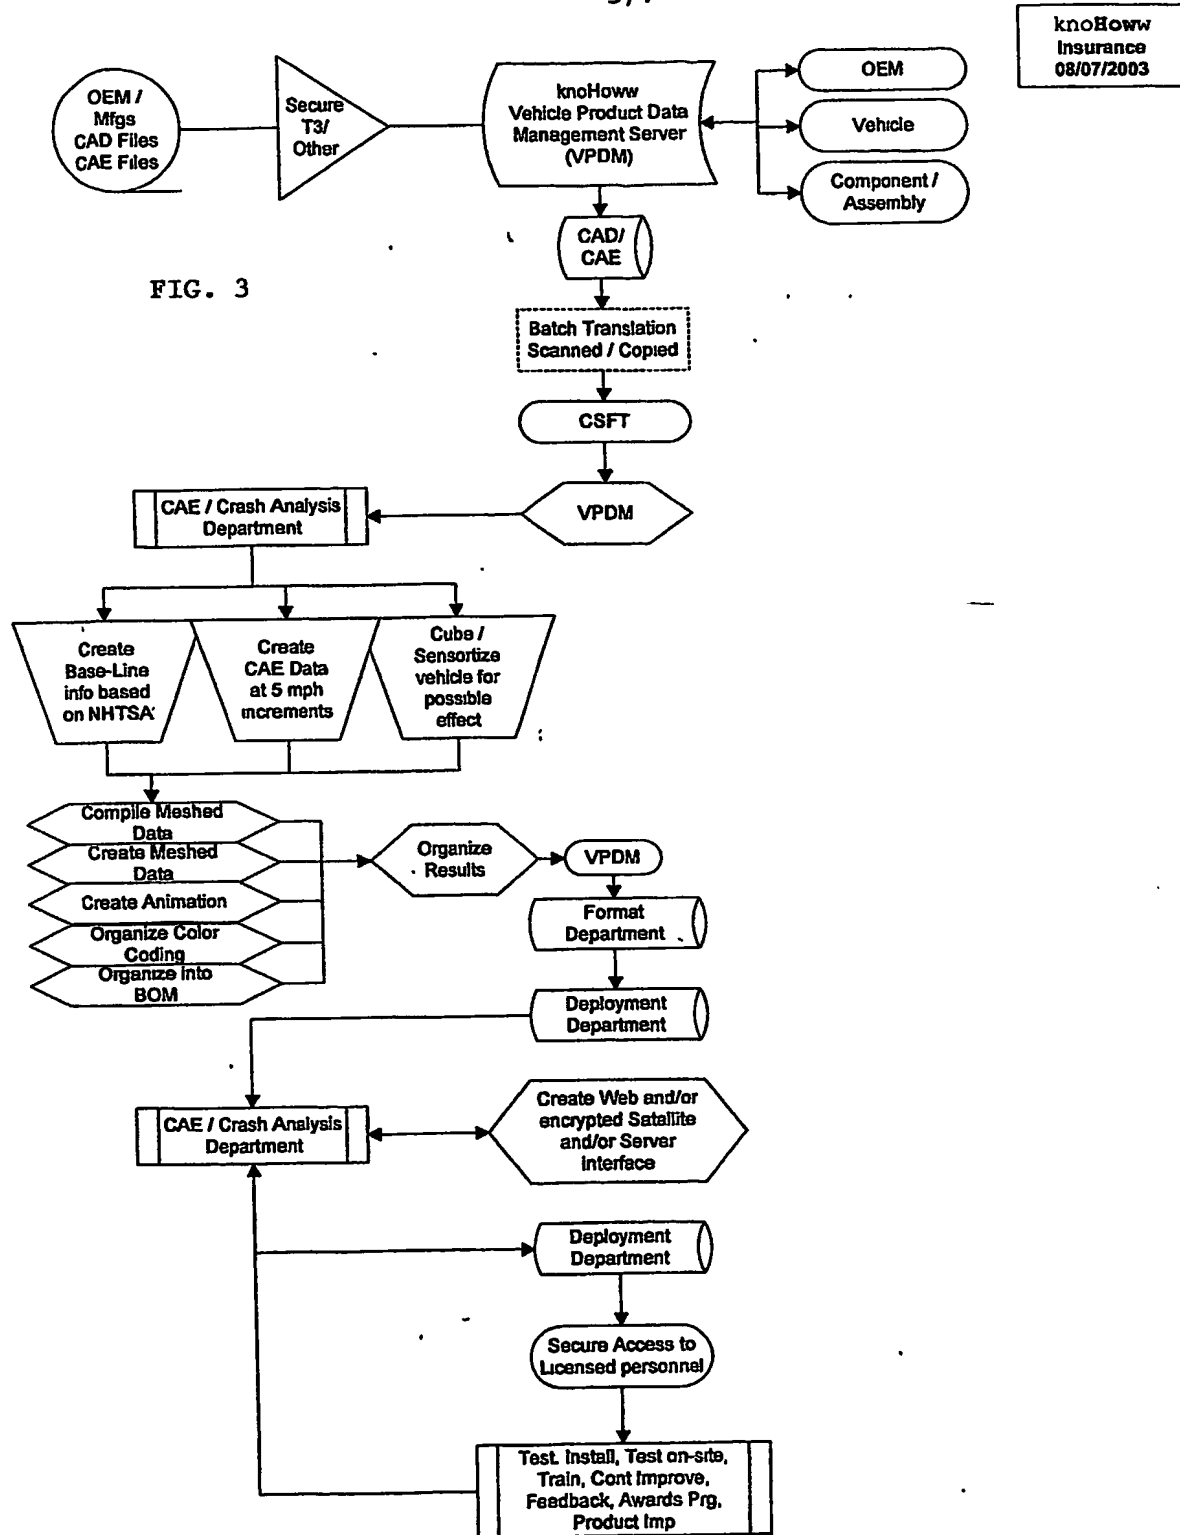 knoHoww
Insurance
08/07/2003
OEM /
Mfgs
CAD Files
CAE Files
Secure
T3/
Other
knoHoww
Vehicle Product Data
Management Server
(VPDM)
OEM
Vehicle
Component /
Assembly
CAD/
CAE
FIG. 3
Batch Translation
Scanned / Copied
CSFT
VPDM
CAE / Crash Analysis
Department
Create
Base-Line
info based
on NHTSA
Create
CAE Data
at 5 mph
increments
Cube /
Sensortize
vehicle for
possible
effect
Compile Meshed
Data
Create Meshed
Data
Create Animation
Organize Color
Coding
Organize into
BOM
Organize
Results
VPDM
Format
Department
Deployment
Department
CAE / Crash Analysis
Department
Create Web and/or
encrypted Satallite
and/or Server
interface
Deployment
Department
Secure Access to
Licensed personnel
Test. Install, Test on-site,
Train, Cont Improve,
Feedback, Awards Prg,
Product Imp